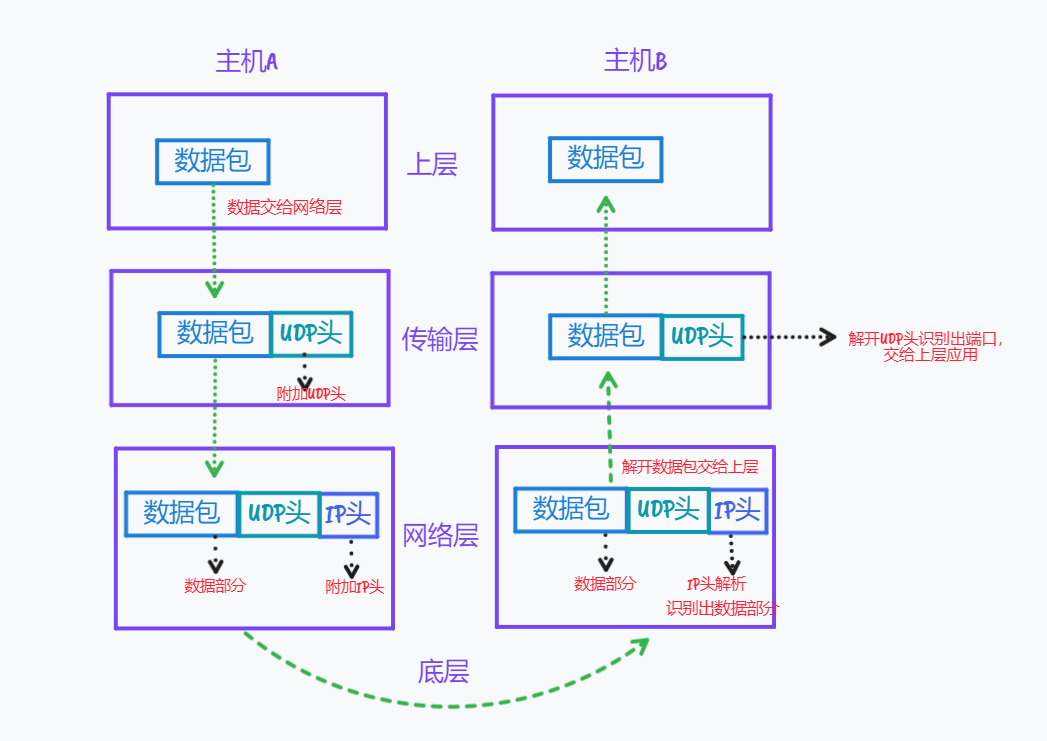 主机A
主机B
数据包
上层
数据包
数据交给网络层
数据包
UDP头
传输层
数据包
UDP头
解开UDP头识别出端口,
交给上层应用
附加UDP头
解开数据包交给上层
数据包
UDP头
IP头
网络层
数据包
UDP头
IP头
数据部分
附加IP头
数据部分
IP头解析
识别出数据部分
底层